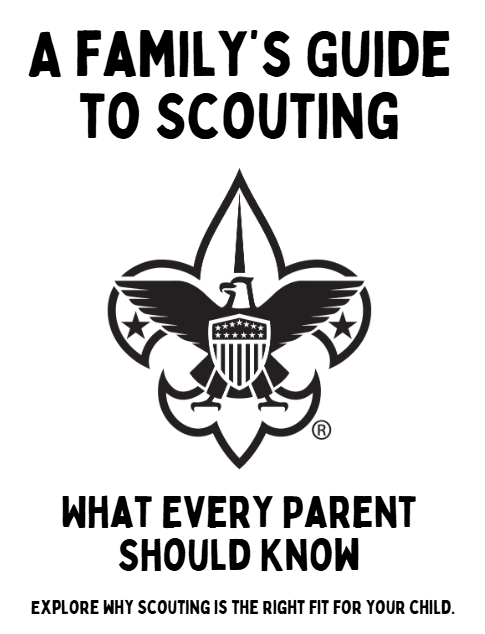 A FAMILY'S GUIDE
TO SCOUTING
®
WHAT EVERY PARENT
SHOULD KNOW
EXPLORE WHY SCOUTING IS THE RIGHT FIT FOR YOUR CHILD.